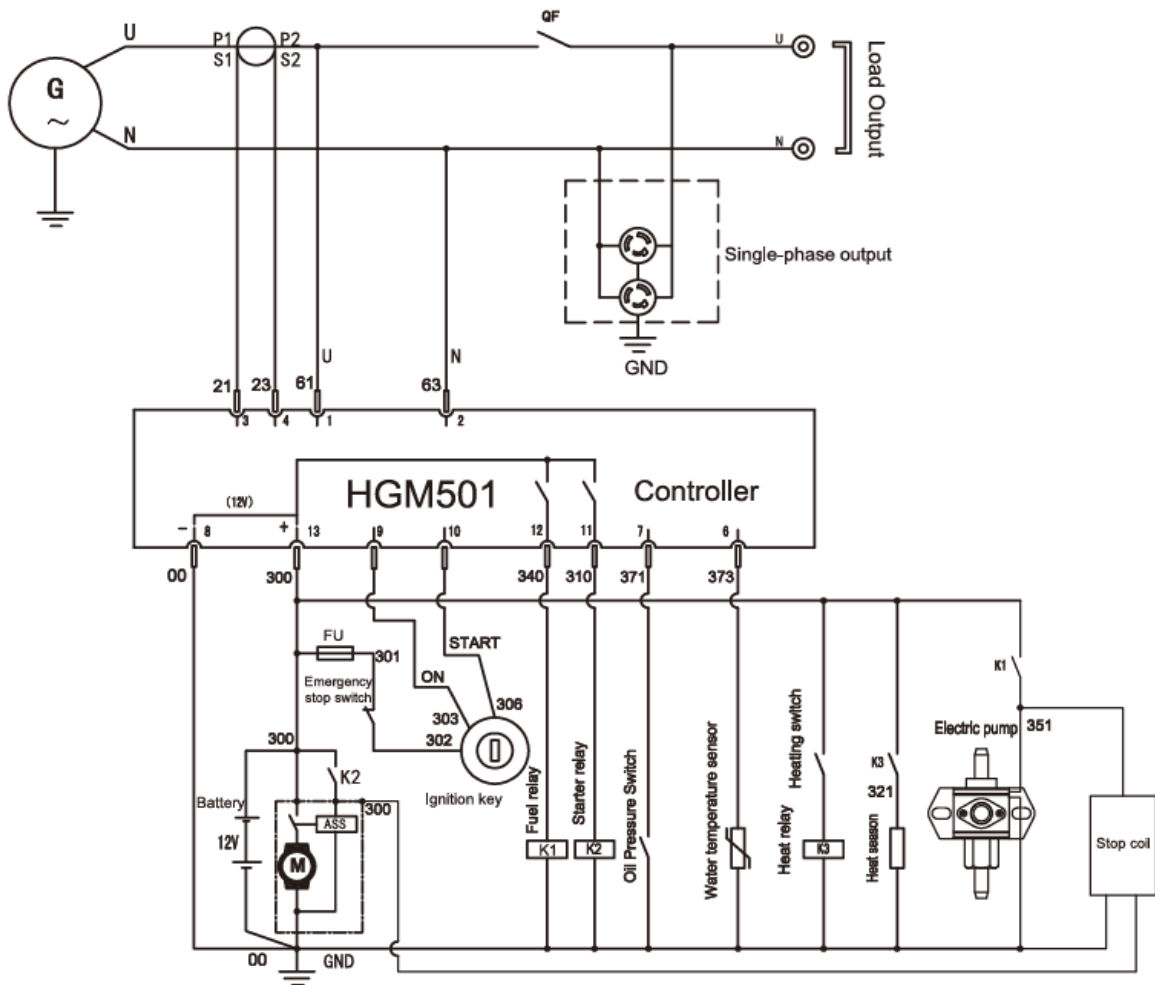 QF
U
P1
P2
S1
S2
U
Load Output
G
~
N
N
Single-phase output
GND
U
N
21
23
61
63
3
4
1
2
HGM501
Controller
(12V)
-
8
+
13
9
10
12
11
7
6
00
300
340
310
371
373
FU
301
START
ON
K1
Emergency
stop switch
306
303
302
300
K2
Ignition key
Battery
12V
300
ASS
M
Fuel relay
K1
Starter relay
K2
Oil Pressure Switch
Water temperature sensor
Heating switch
Heat relay
K3
K3
321
Heat season
Electric pump
351
Stop coil
00
GND